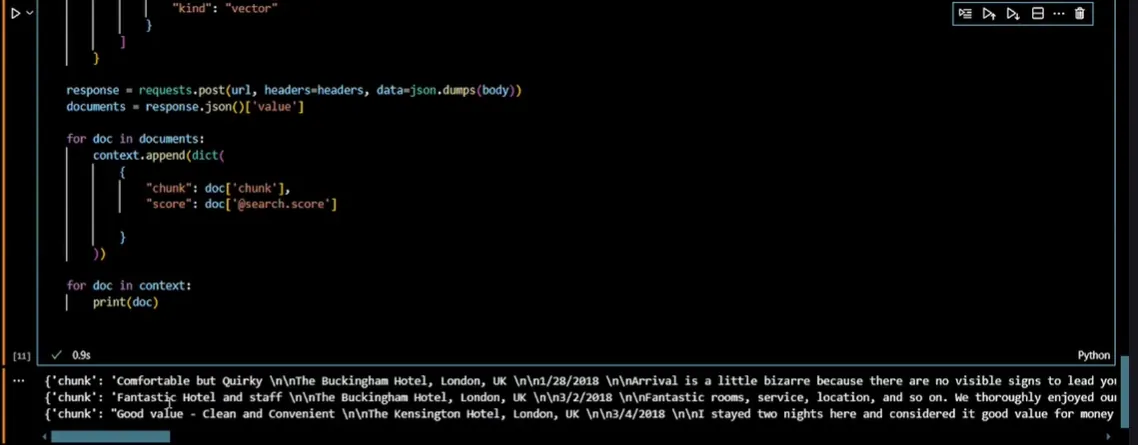 "kind": "vector"
}
]
}
response = requests.post(url, headers=headers, data=json.dumps(body))
documents = response.json()['value']
for doc in documents:
context.append(dict(
{
"chunk": doc['chunk'],
"score": doc['@search.score']
}
))
for doc in context:
print(doc)
[11] 0.9s Python
{'chunk': 'Comfortable but Quirky \n\nThe Buckingham Hotel, London, UK \n\n1/28/2018 \n\nArrival is a little bizarre because there are no visible signs to lead you
{'chunk': 'Fantastic Hotel and staff \n\nThe Buckingham Hotel, London, UK \n\n3/2/2018 \n\nFantastic rooms, service, location, and so on. We thoroughly enjoyed our
{'chunk': "Good value - Clean and Convenient \n\nThe Kensington Hotel, London, UK \n\n3/4/2018 \n\nI stayed two nights here and considered it good value for money